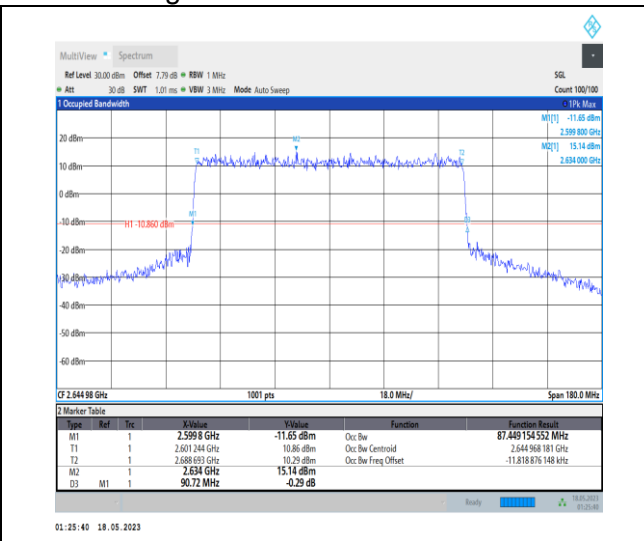 MultiView Spectrum
Ref Level 30.00 dBm Offset 7.79 dB RBW 1 MHz SGL
Att 30 dB SWT 1.01 ms VBW 3 MHz Mode Auto Sweep Count 100/100
1 Occupied Bandwidth 1Pk Max
M1[1] -11.65 dBm
2.599 800 GHz
M2[1] 15.14 dBm
2.634 000 GHz
20 dBm
M2
T1
T2
10 dBm
0 dBm
M1
-10 dBm
H1 -10.860 dBm
-20 dBm
-30 dBm
-40 dBm
-50 dBm
-60 dBm
CF 2.644 98 GHz 1001 pts 18.0 MHz/ Span 180.0 MHz
2 Marker Table
Type Ref Trc X-Value Y-Value Function Function Result
M1 1 2.5998 GHz -11.65 dBm Occ Bw 87.449 154 552 MHz
T1 1 2.601 244 GHz 10.86 dBm Occ Bw Centroid 2.644 968 181 GHz
T2 1 2.688 693 GHz 10.29 dBm Occ Bw Freq Offset -11.818 876 148 kHz
M2 1 2.634 GHz 15.14 dBm
D3 M1 1 90.72 MHz -0.29 dB
Ready 18.05.2023
01:25:40
01:25:40 18.05.2023